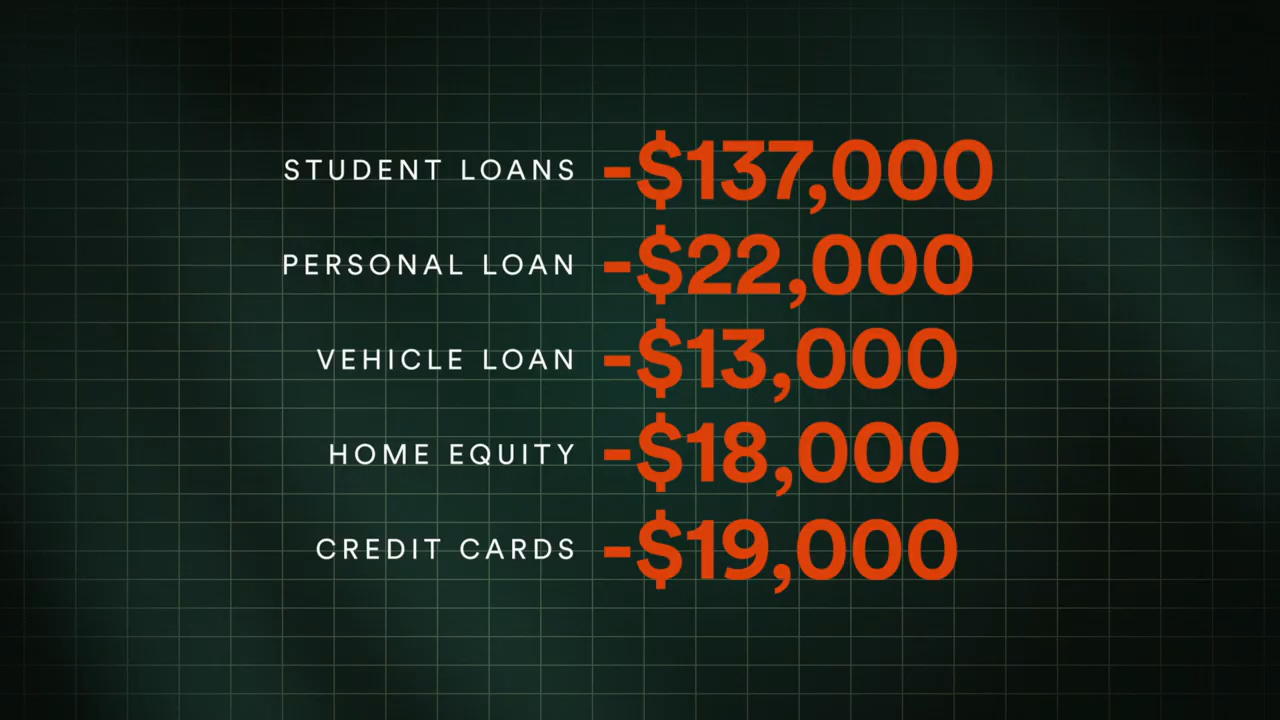 STUDENT LOANS -$137,000
PERSONAL LOAN -$22,000
VEHICLE LOAN -$13,000
HOME EQUITY -$18,000
CREDIT CARDS -$19,000